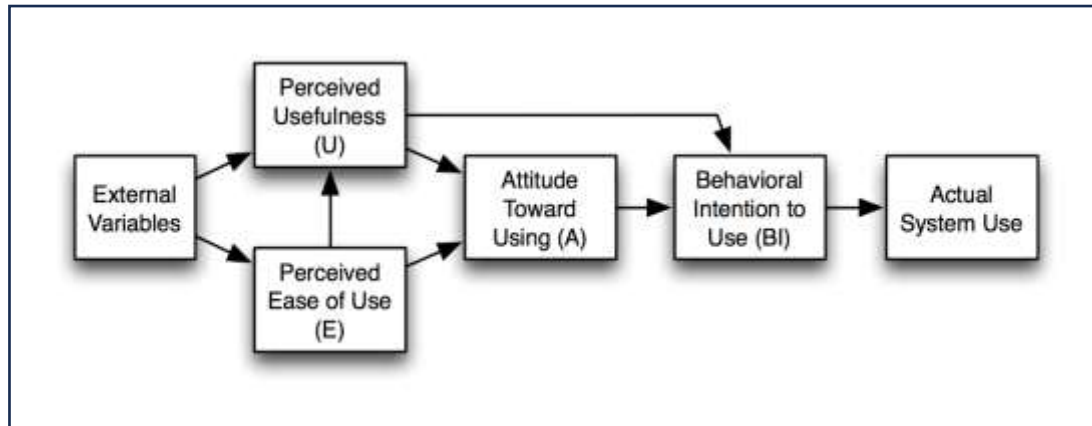 Perceived
Usefulness
(U)
External
Variables
Perceived
Ease of Use
(E)
Attitude
Toward
Using (A)
Behavioral
Intention to
Use (BI)
Actual
System Use